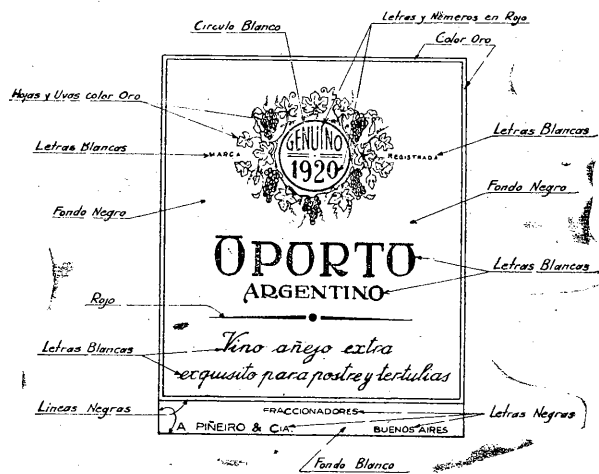 Letras y Nùmeros en Rojo
Circulo Blanco
Color Oro
Hojas y Uvas color Oro
GENUINO
Letras Blancas
MARCA
REGISTRADA
Letras Blancas
1920
Fondo Negro
Fondo Negro
OPORTO
Letras Blancas
ARGENTINO
Rojo
Vino añejo extra
Letras Blancas
exquisito para postre y tertulias
Lineas Negras
FRACCIONADORES
Letras Negras
A PIÑEIRO & CIA.
BUENOS AIRES
Fondo Blanco